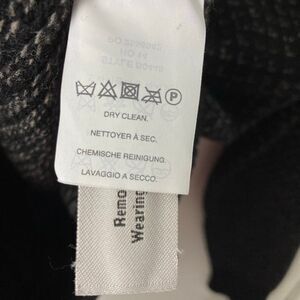 P
DRY CLEAN.
NETTOYER À SEC.
CHEMISCHE REINIGUNG.
LAVAGGIO A SECCO.
Remo
Wearing